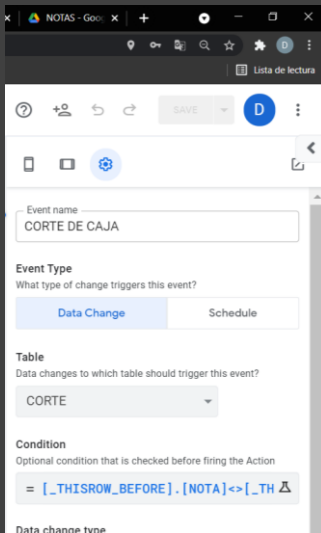 NOTAS - Goo
D
Lista de lectura
SAVE
D
Event name
CORTE DE CAJA
Event Type
What type of change triggers this event?
Data Change
Schedule
Table
Data changes to which table should trigger this event?
CORTE
Condition
Optional condition that is checked before firing the Action
= [_THISROW_BEFORE].[NOTA]<>[_TH
Data change type